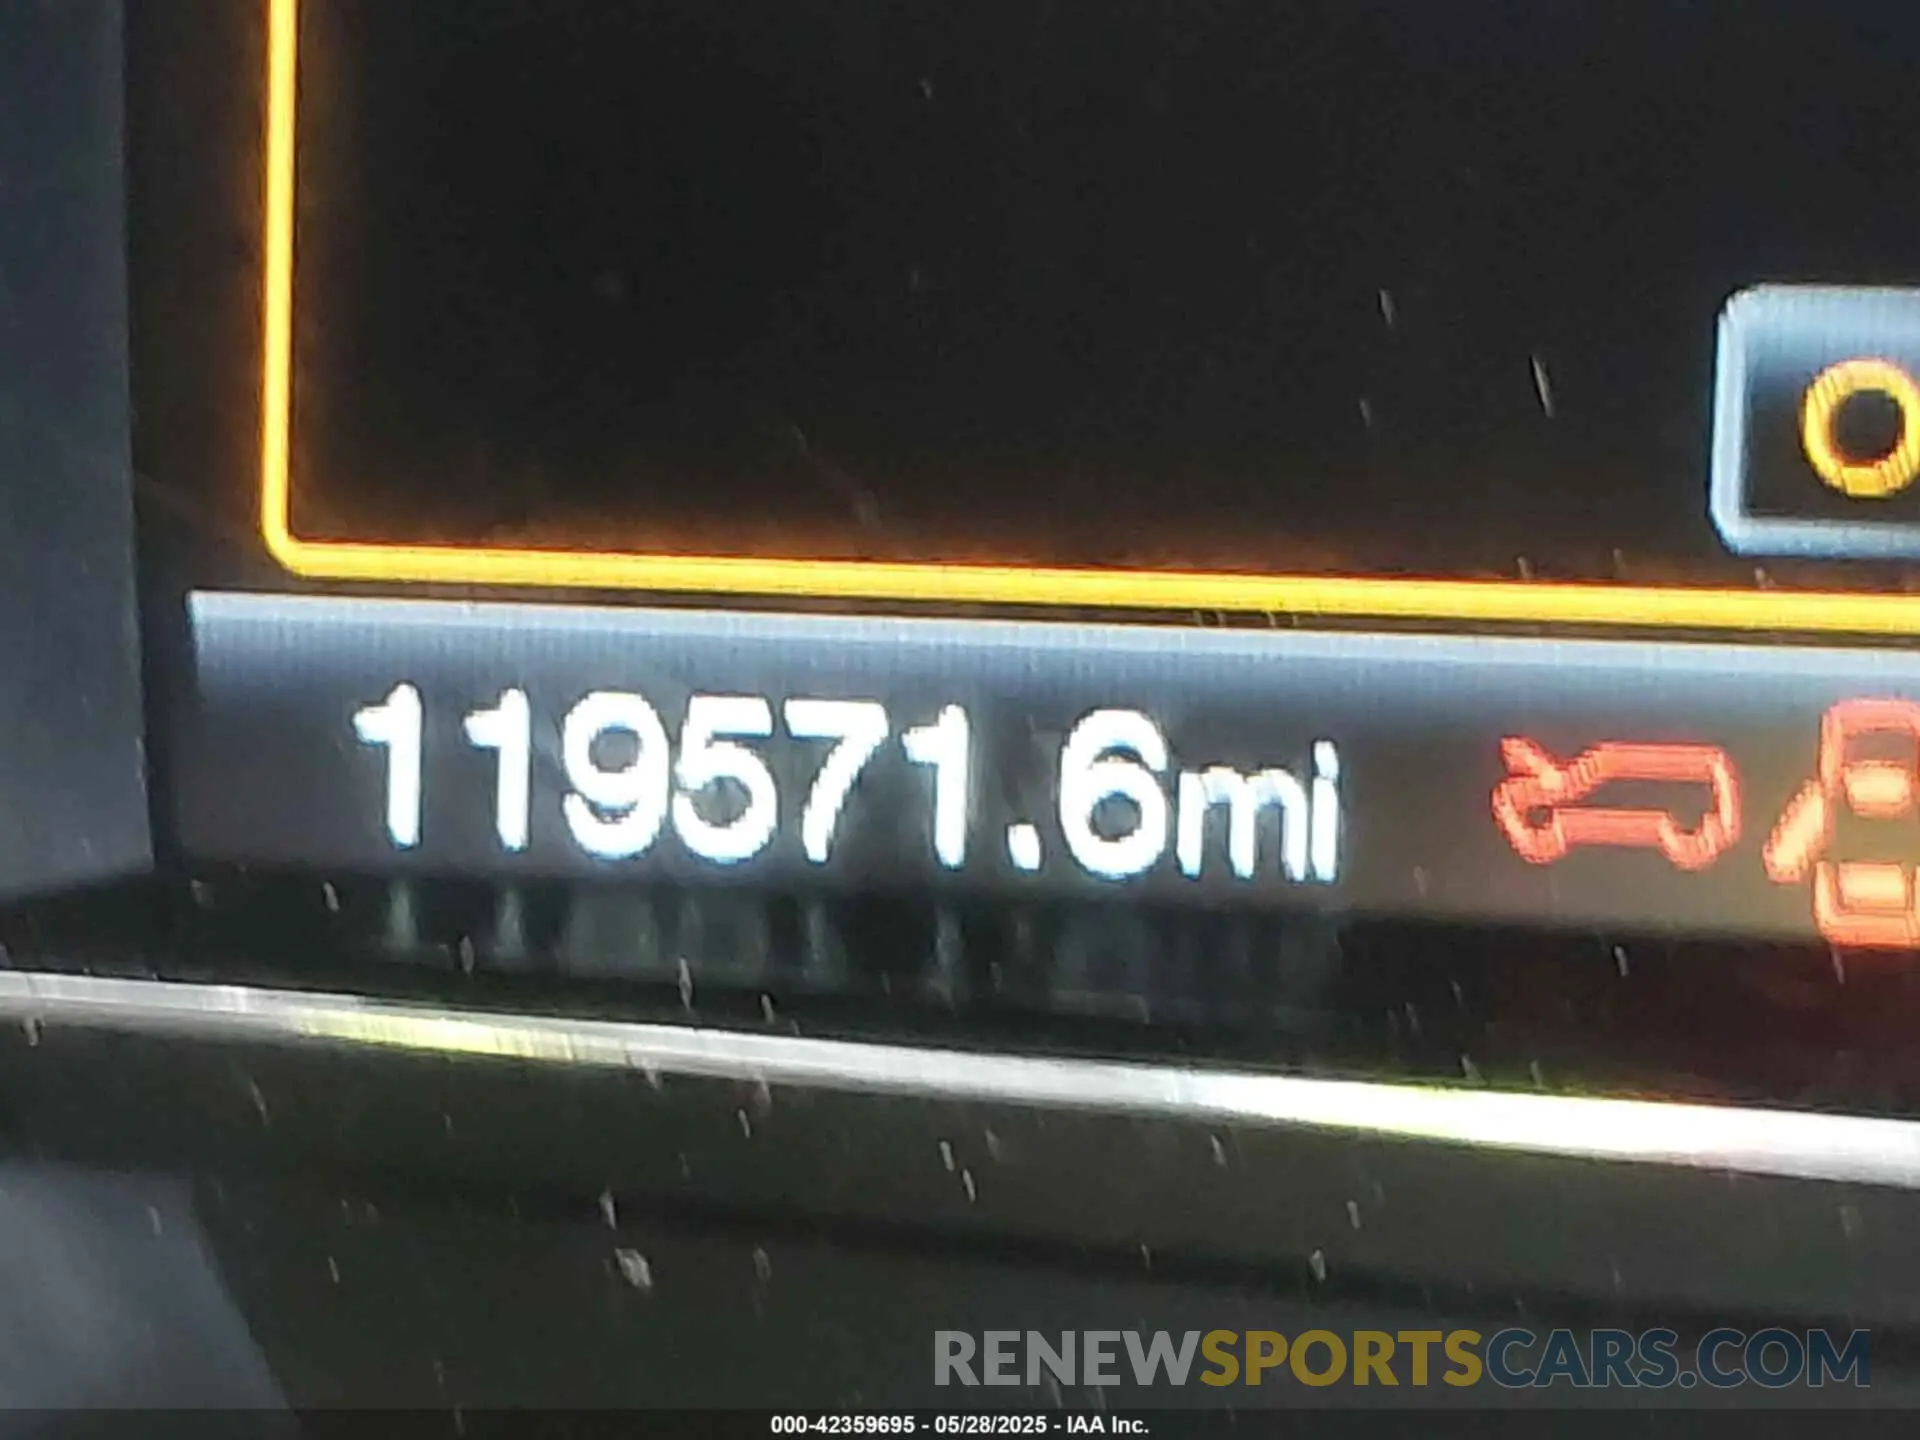 119571.6mi
RENEWSPORTSCARS.COM
000-42359695 - 05/28/2025 - IAA Inc.